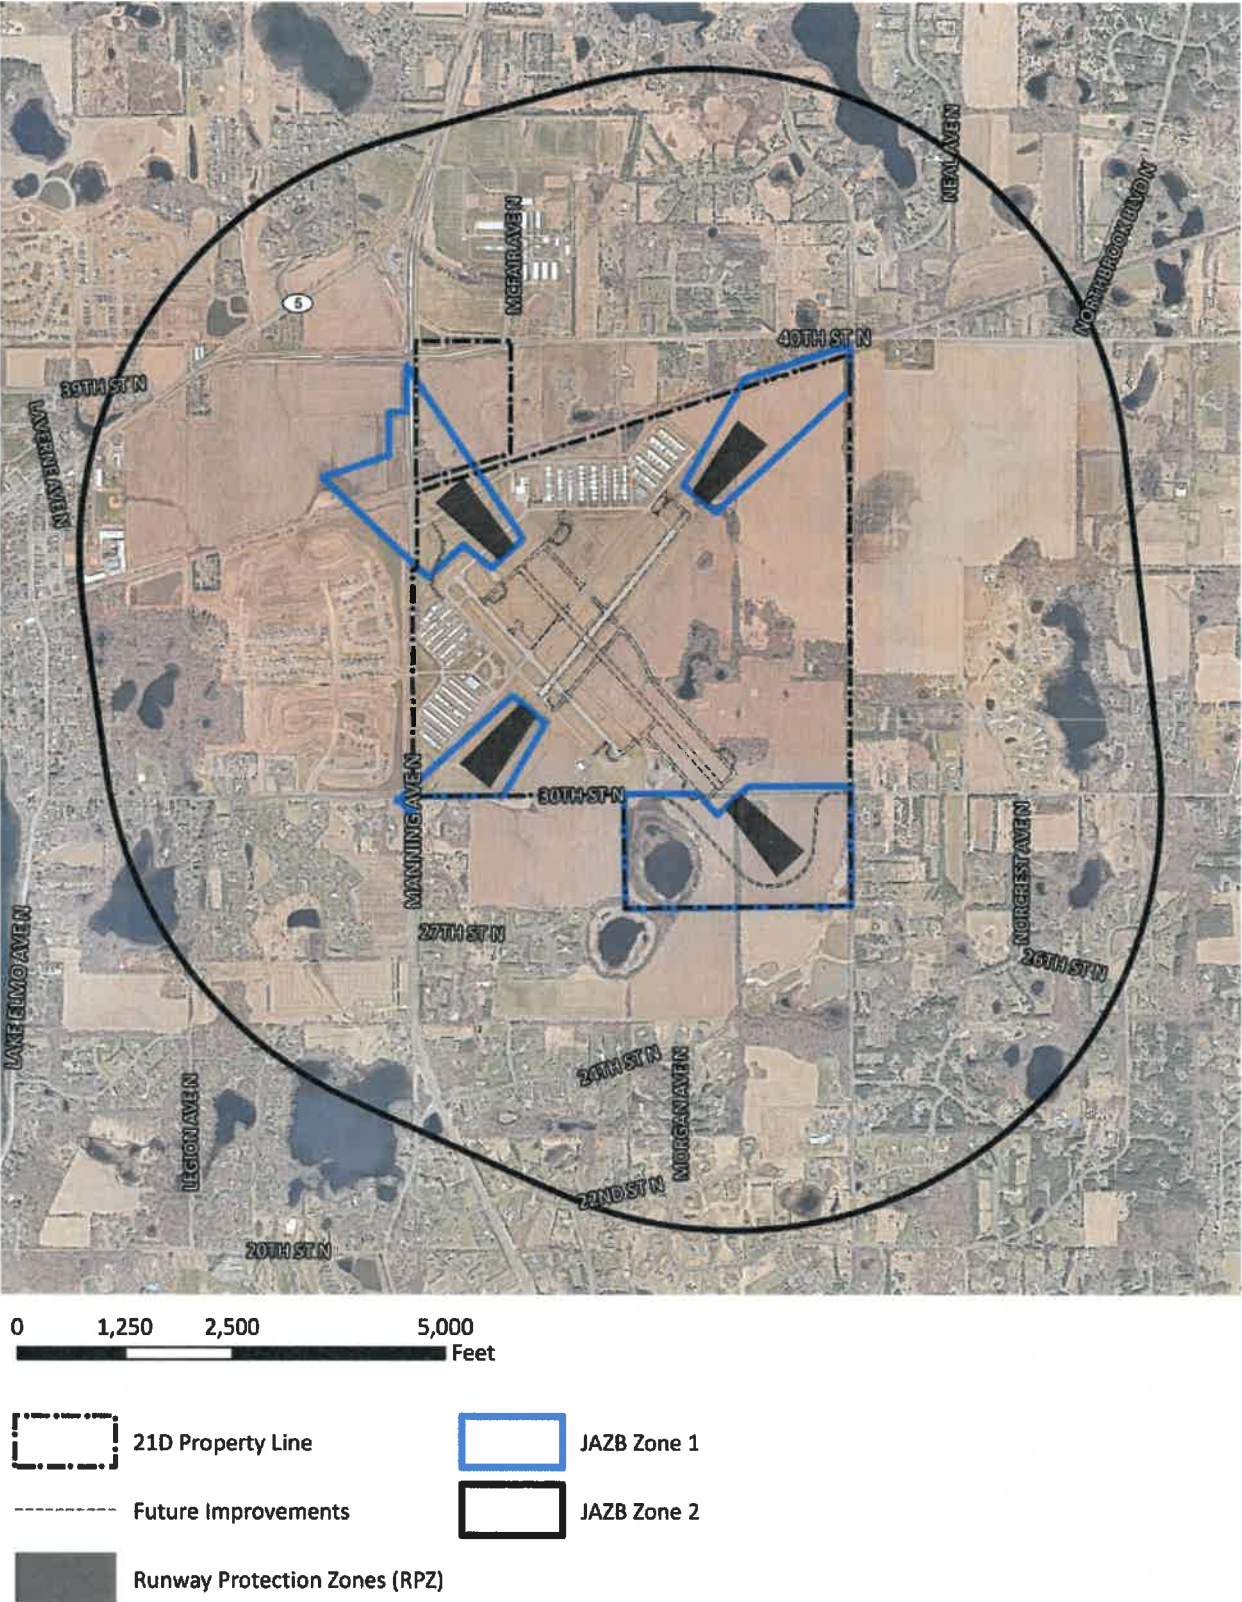 NEAL AVE N
NORTHBROOK BLVD N
MCFAIR AVE N
5
40TH ST N
39TH ST N
LAVERNE AVE N
30TH ST N
MANNING AVE N
NORCREST AVE N
27TH ST N
26TH ST N
LAKE ELMO AVE N
24TH ST N
MORGAN AVE N
LEGION AVE N
22ND ST N
20TH ST N
0 1,250 2,500 5,000
Feet
21D Property Line
JAZB Zone 1
Future Improvements
JAZB Zone 2
Runway Protection Zones (RPZ)